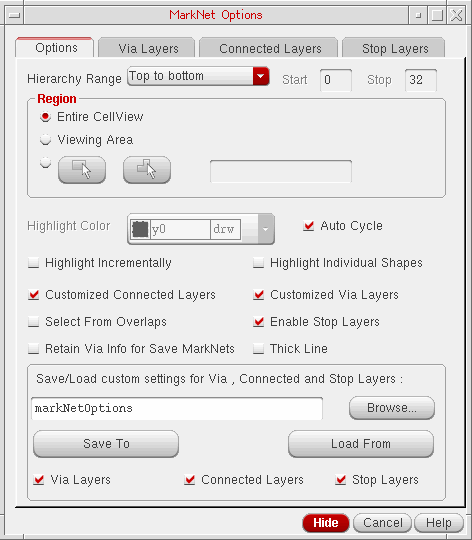 MarkNet Options
Options Via Layers Connected Layers Stop Layers
Hierarchy Range Top to bottom Start 0 Stop 32
Region
Entire CellView
Viewing Area
Highlight Color y0 drw Auto Cycle
Highlight Incrementally Highlight Individual Shapes
Customized Connected Layers Customized Via Layers
Select From Overlaps Enable Stop Layers
Retain Via Info for Save MarkNets Thick Line
Save/Load custom settings for Via , Connected and Stop Layers :
markNetOptions Browse...
Save To Load From
Via Layers Connected Layers Stop Layers
Hide Cancel Help